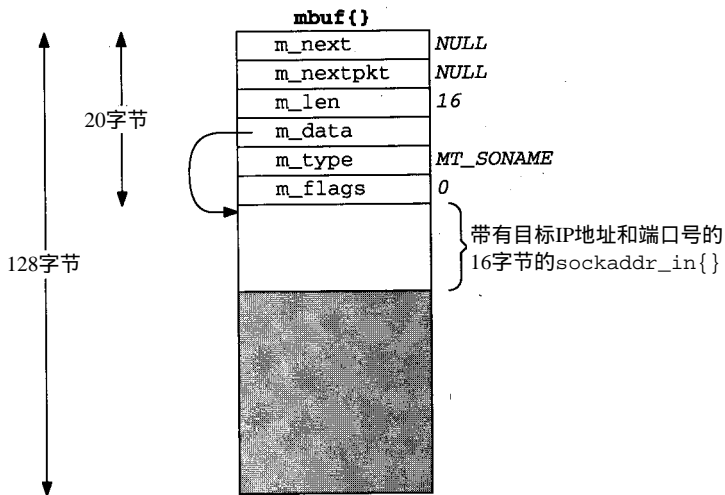 mbuf{}
m_next NULL
m_nextpkt NULL
m_len 16
20字节
m_data
m_type MT_SONAME
m_flags 0
带有目标IP地址和端口号的
16字节的sockaddr_in{}
128字节